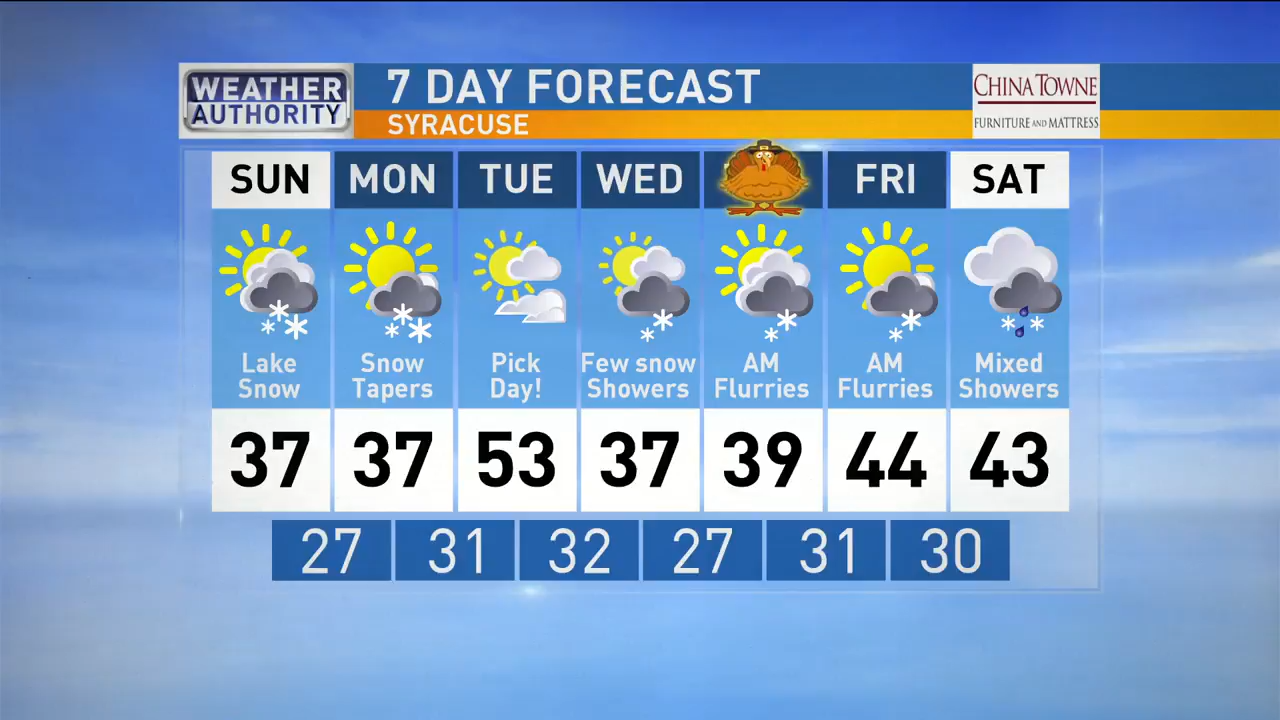 WEATHER
AUTHORITY
7 DAY FORECAST
SYRACUSE
CHINA TOWNE
FURNITURE AND MATTRESS
SUN MON TUE WED FRI SAT
Lake Snow Pick Few snow AM AM Mixed
Snow Tapers Day! Showers Flurries Flurries Showers
37 37 53 37 39 44 43
27 31 32 27 31 30